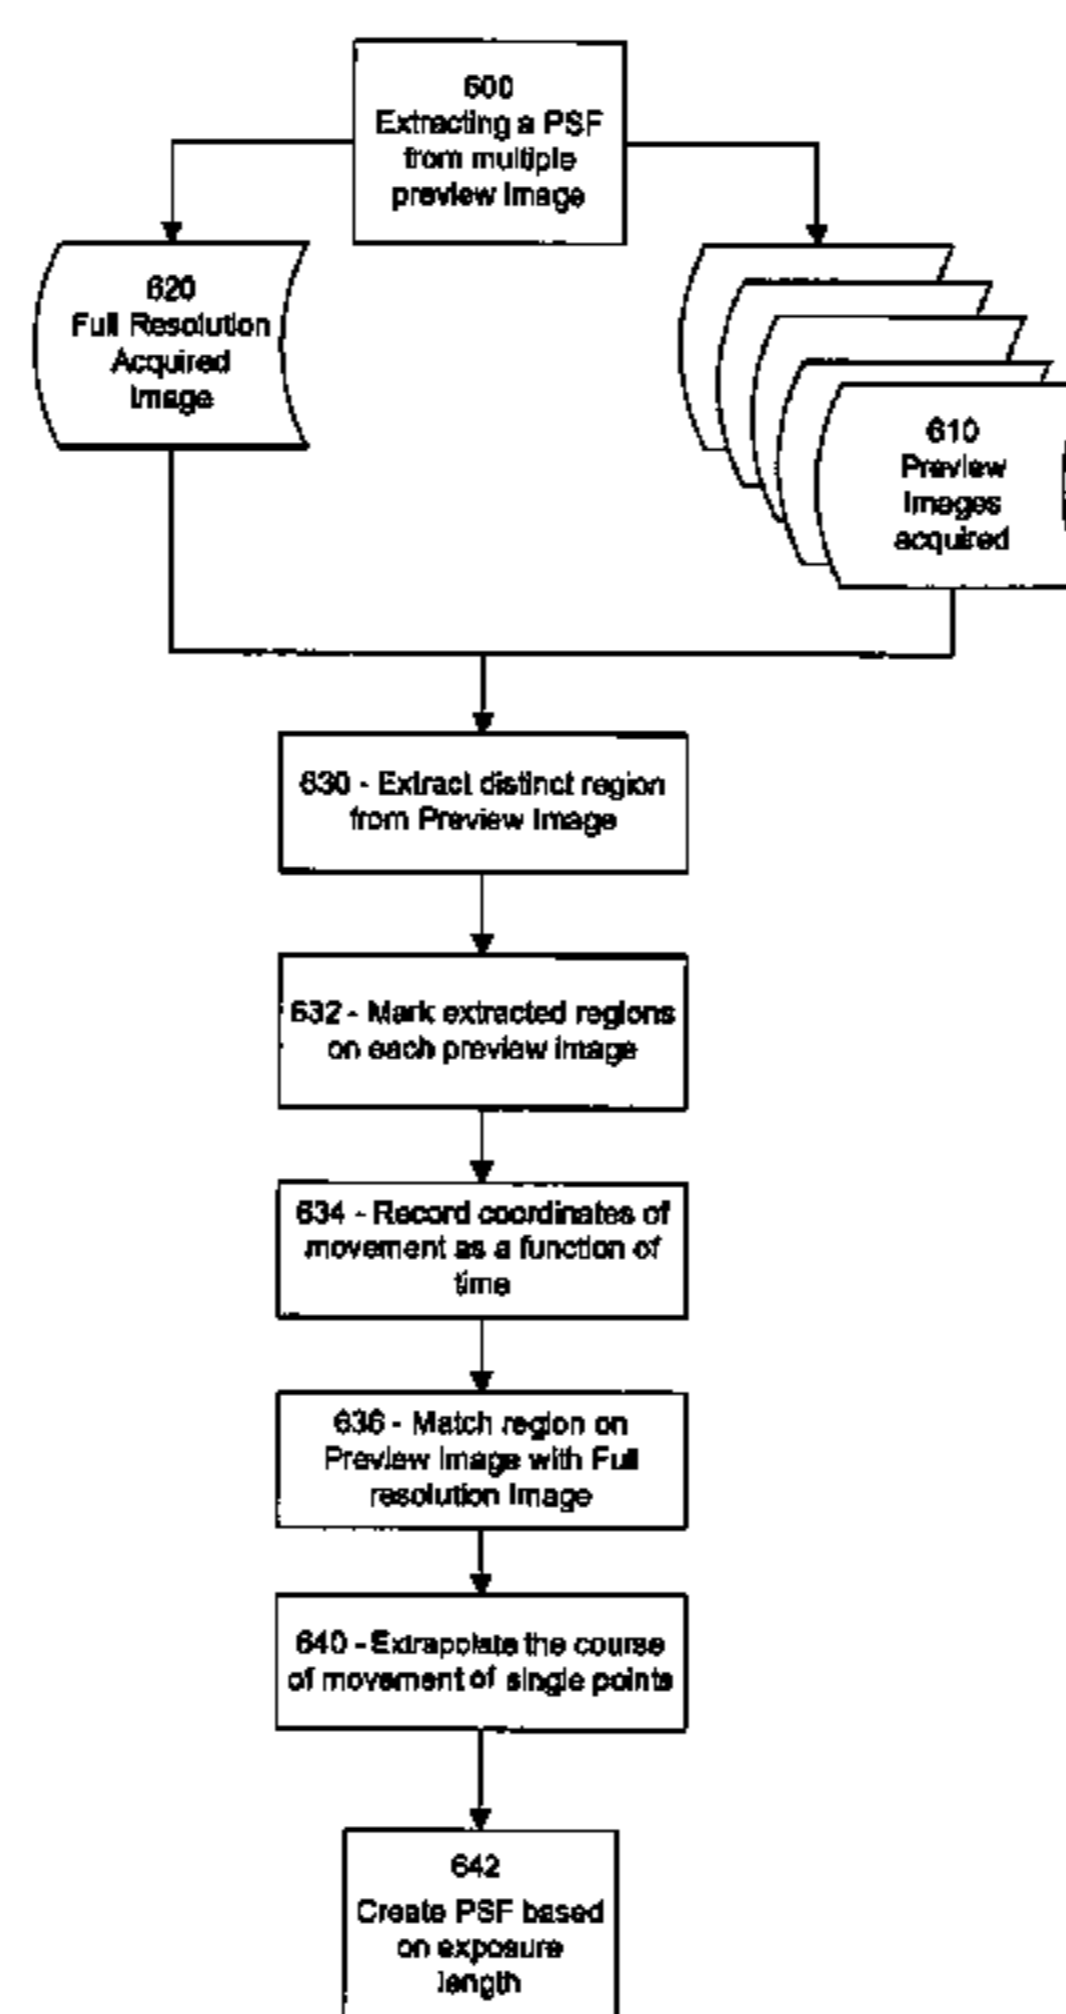 600
Extracting a PSF
from multiple
preview image
620
Full Resolution
Acquired
Image
610
Preview
Images
acquired
630 - Extract distinct region
from Preview Image
632 - Mark extracted regions
on each preview image
634 - Record coordinates of
movement as a function of
time
636 - Match region on
Preview Image with Full
resolution Image
640 - Extrapolate the course
of movement of single points
642
Create PSF based
on exposure
length